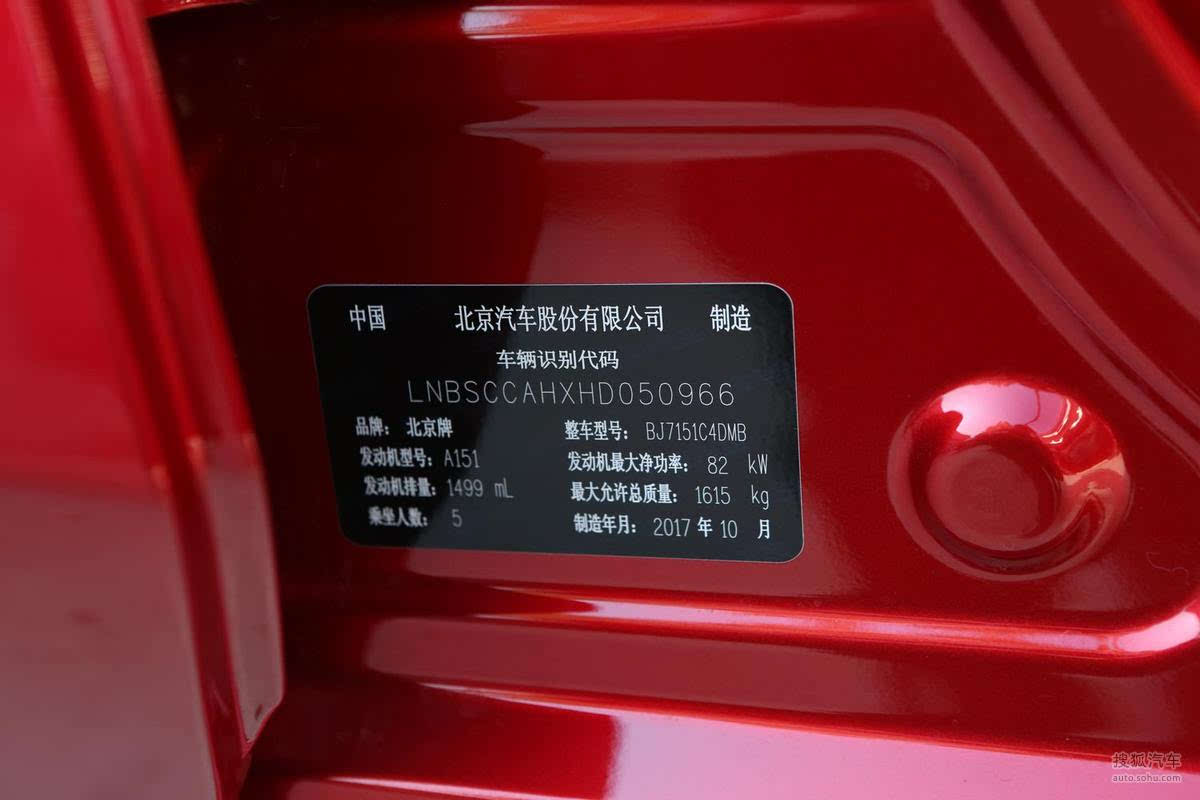 中国 北京汽车股份有限公司 制造
车辆识别代码
LNBSCCAHXHD050966
品牌： 北京牌 整车型号： BJ7151C4DMB
发动机型号： A151 发动机最大净功率： 82 kW
发动机排量： 1499 mL 最大允许总质量： 1615 kg
乘坐人数： 5 制造年月： 2017 年 10 月
搜狐汽车
auto.sohu.com